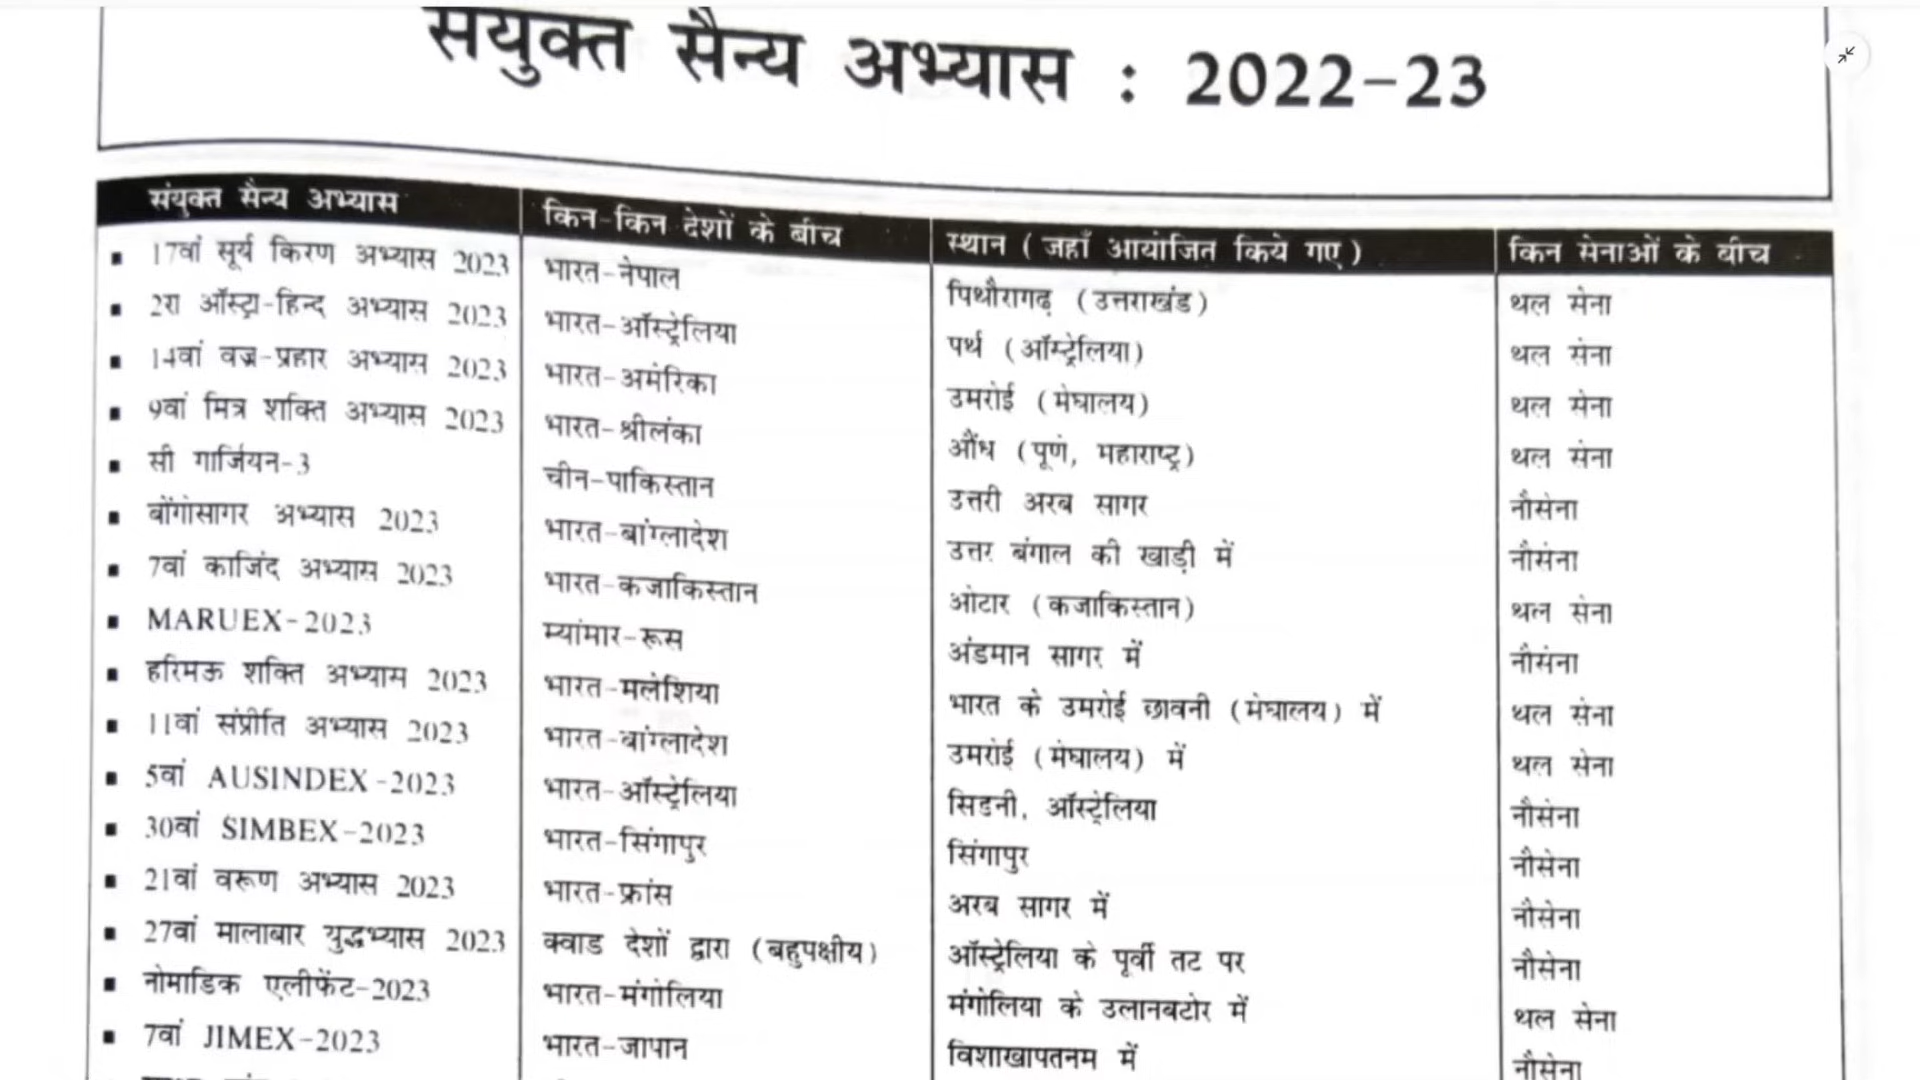 संयुक्त सैन्य अभ्यास : 2022-23
संयुक्त सैन्य अभ्यास किन-किन देशों के बीच स्थान (जहाँ आयोजित किये गए) किन सेनाओं के बीच
▪ 17वां सूर्य किरण अभ्यास 2023 भारत-नेपाल पिथौरागढ़ (उत्तराखंड) थल सेना
▪ 2रा ऑस्ट्रा-हिन्द अभ्यास 2023 भारत-ऑस्ट्रेलिया पर्थ (ऑस्ट्रेलिया) थल सेना
▪ 14वां वज्र-प्रहार अभ्यास 2023 भारत-अमेरिका उमरोई (मेघालय) थल सेना
▪ 9वां मित्र शक्ति अभ्यास 2023 भारत-श्रीलंका औंध (पूणे, महाराष्ट्र) थल सेना
▪ सी गार्जियन-3 चीन-पाकिस्तान उत्तरी अरब सागर नौसेना
▪ बोंगोसागर अभ्यास 2023 भारत-बांग्लादेश उत्तर बंगाल की खाड़ी में नौसेना
▪ 7वां काजिंद अभ्यास 2023 भारत-कजाकिस्तान ओटार (कजाकिस्तान) थल सेना
▪ MARUEX-2023 म्यांमार-रूस अंडमान सागर में नौसेना
▪ हरिमऊ शक्ति अभ्यास 2023 भारत-मलेशिया भारत के उमरोई छावनी (मेघालय) में थल सेना
▪ 11वां संप्रीति अभ्यास 2023 भारत-बांग्लादेश उमरोई (मेघालय) में थल सेना
▪ 5वां AUSINDEX-2023 भारत-ऑस्ट्रेलिया सिडनी, ऑस्ट्रेलिया नौसेना
▪ 30वां SIMBEX-2023 भारत-सिंगापुर सिंगापुर नौसेना
▪ 21वां वरूण अभ्यास 2023 भारत-फ्रांस अरब सागर में नौसेना
▪ 27वां मालाबार युद्धभ्यास 2023 क्वाड देशों द्वारा (बहुपक्षीय) ऑस्ट्रेलिया के पूर्वी तट पर नौसेना
▪ नोमाडिक एलीफेंट-2023 भारत-मंगोलिया मंगोलिया के उलानबटोर में थल सेना
▪ 7वां JIMEX-2023 भारत-जापान विशाखापतनम में नौसेना